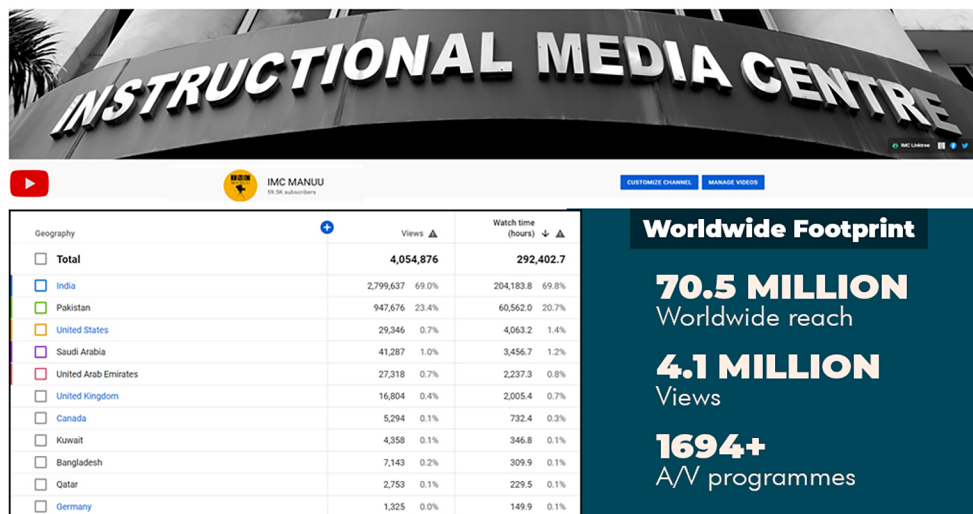 INSTRUCTIONAL MEDIA CENTRE
IMC Linktree
IMC MANUU
59.5K subscribers
CUSTOMIZE CHANNEL MANAGE VIDEOS
Geography Views Watch time (hours)
Total 4,054,876 292,402.7
India 2,799,637 69.0% 204,183.8 69.8%
Pakistan 947,676 23.4% 60,562.0 20.7%
United States 29,346 0.7% 4,063.2 1.4%
Saudi Arabia 41,287 1.0% 3,456.7 1.2%
United Arab Emirates 27,318 0.7% 2,237.3 0.8%
United Kingdom 16,804 0.4% 2,005.4 0.7%
Canada 5,294 0.1% 732.4 0.3%
Kuwait 4,358 0.1% 346.8 0.1%
Bangladesh 7,143 0.2% 309.9 0.1%
Qatar 2,753 0.1% 229.5 0.1%
Germany 1,325 0.0% 149.9 0.1%
Worldwide Footprint
70.5 MILLION
Worldwide reach
4.1 MILLION
Views
1694+
A/V programmes